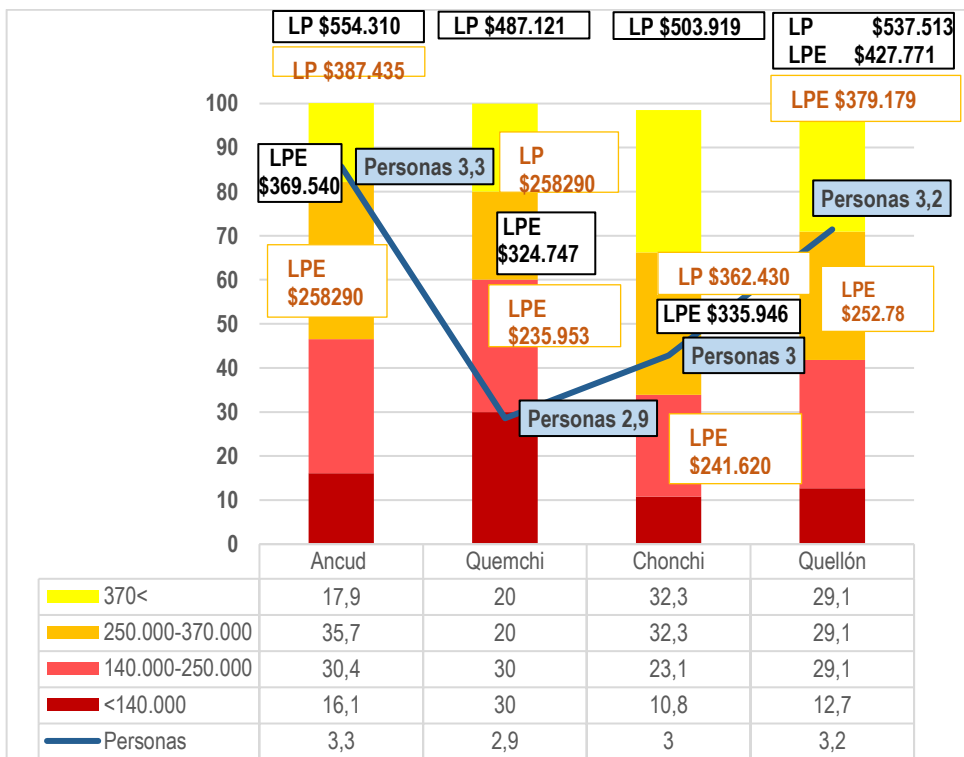 LP $554.310
LP $487.121
LP $503.919
LP $537.513
LPE $427.771
LP $387.435
LPE $379.179
100
90
80
70
60
50
40
30
20
10
0
LPE
$369.540
Personas 3,3
LP
$258290
Personas 3,2
LPE
$324.747
LPE
$258290
LP $362.430
LPE
$252.78
LPE
$235.953
LPE $335.946
Personas 3
Personas 2,9
LPE
$241.620
Ancud Quemchi Chonchi Quellón
370< 17,9 20 32,3 29,1
250.000-370.000 35,7 20 32,3 29,1
140.000-250.000 30,4 30 23,1 29,1
<140.000 16,1 30 10,8 12,7
Personas 3,3 2,9 3 3,2